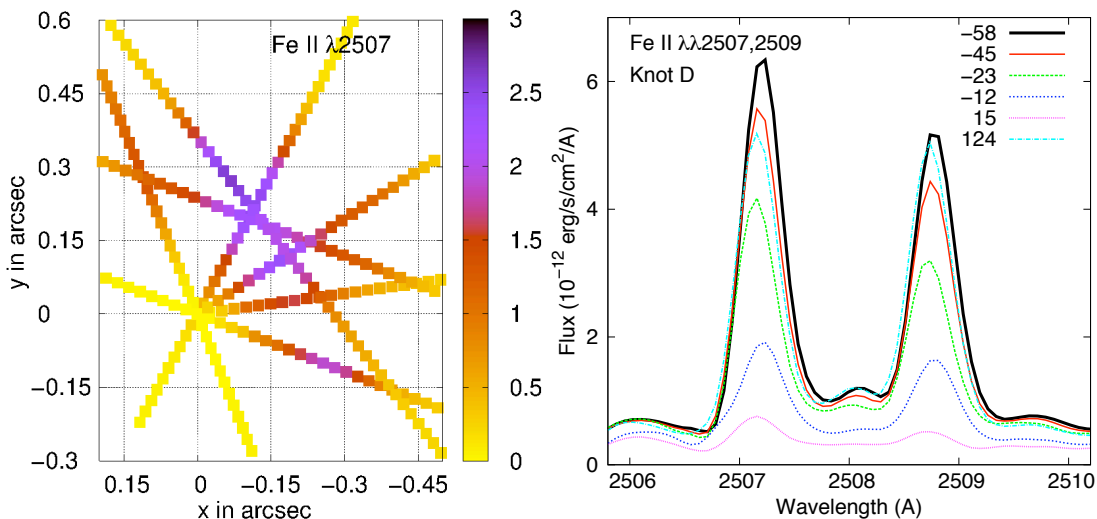 Fe II λ2507
0.6
0.45
0.3
0.15
0
−0.15
−0.3
y in arcsec
0.15 0 −0.15 −0.3 −0.45
x in arcsec
3
2.5
2
1.5
1
0.5
0
Fe II λλ2507,2509
Knot D
−58
−45
−23
−12
15
124
6
4
2
0
Flux (10⁻¹² erg/s/cm²/A)
2506 2507 2508 2509 2510
Wavelength (A)